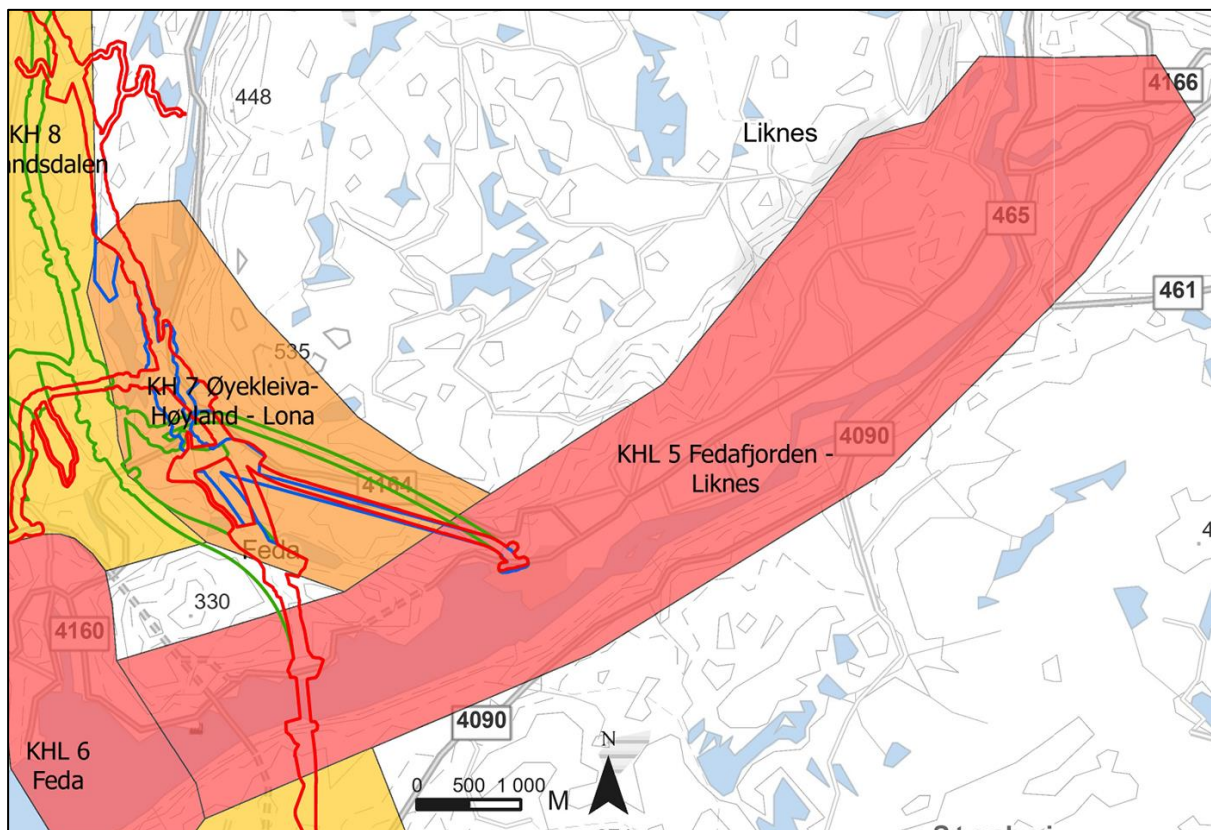 4166
448
Liknes
KH 8
andsdalen
465
461
535
KH 7 Øyekleiva-
Høyland - Lona
4090
KHL 5 Fedafjorden -
Liknes
4164
Feda
330
4160
4090
N
KHL 6
Feda
0 500 1 000
M